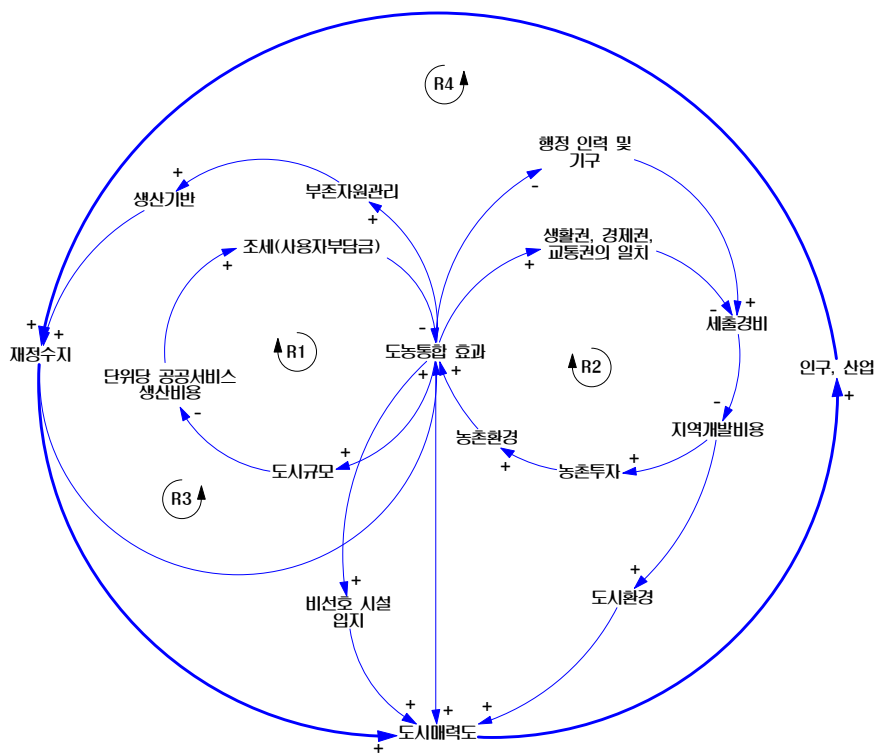 R4
행정 인력 및
기구
-
+
생산기반
부존자원관리
+
조세(사용자부담금)
+
생활권, 경제권,
교통권의 일치
+
- +
세출경비
+ +
재정수지
-
도농통합 효과
+ +
R1
R2
단위당 공공서비스
생산비용
-
인구, 산업
+
-
지역개발비용
농촌환경
+
+
도시규모
+
농촌투자
R3
+
비선호 시설
입지
+
도시환경
+ + +
도시매력도
+